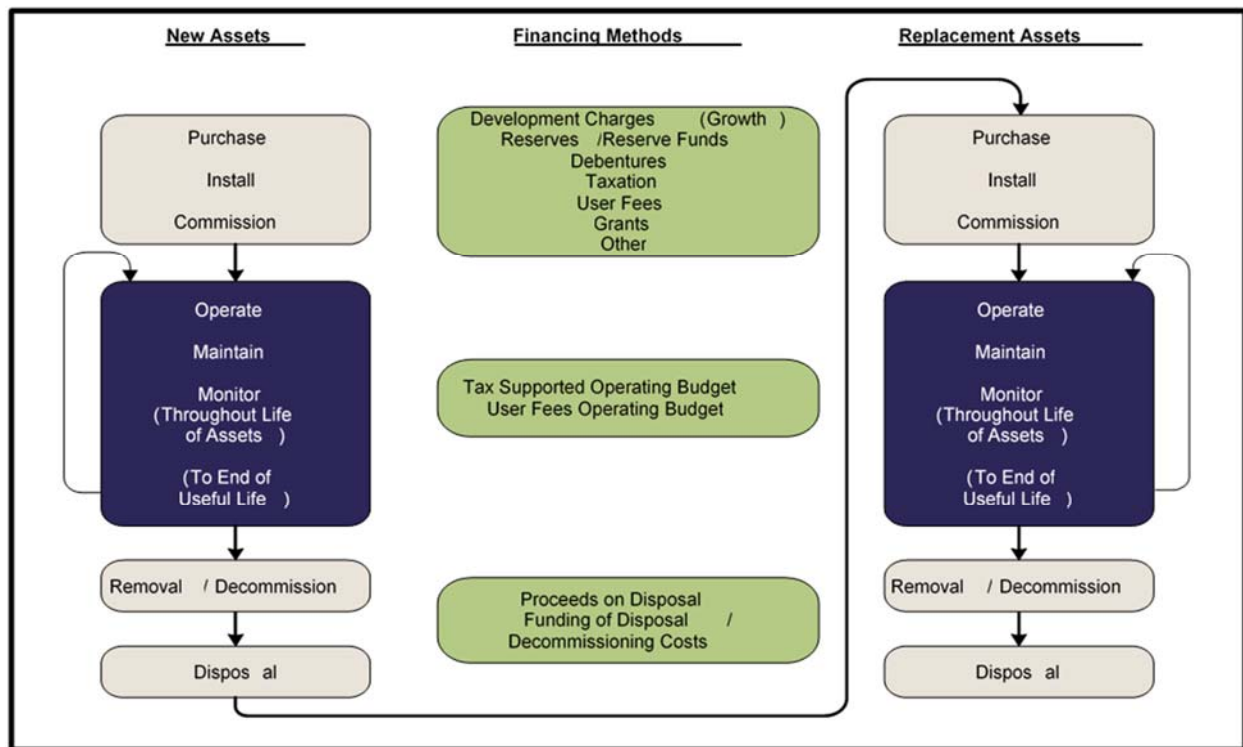 New Assets
Financing Methods
Replacement Assets
Purchase
Install
Commission
Operate
Maintain
Monitor
(Throughout Life
of Assets )
(To End of
Useful Life )
Removal / Decommission
Dispos al
Development Charges (Growth )
Reserves /Reserve Funds
Debentures
Taxation
User Fees
Grants
Other
Tax Supported Operating Budget
User Fees Operating Budget
Proceeds on Disposal
Funding of Disposal /
Decommissioning Costs
Purchase
Install
Commission
Operate
Maintain
Monitor
(Throughout Life
of Assets )
(To End of
Useful Life )
Removal / Decommission
Dispos al